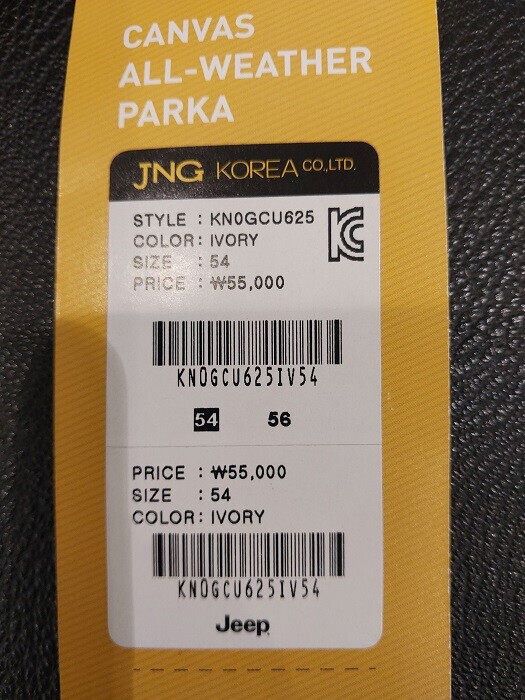 CANVAS
ALL-WEATHER
PARKA
JNG KOREA CO.,LTD.
STYLE : KN0GCU625
COLOR : IVORY
SIZE : 54
PRICE : ₩55,000
KN0GCU625IV54
54 56
PRICE : ₩55,000
SIZE : 54
COLOR : IVORY
KN0GCU625IV54
Jeep